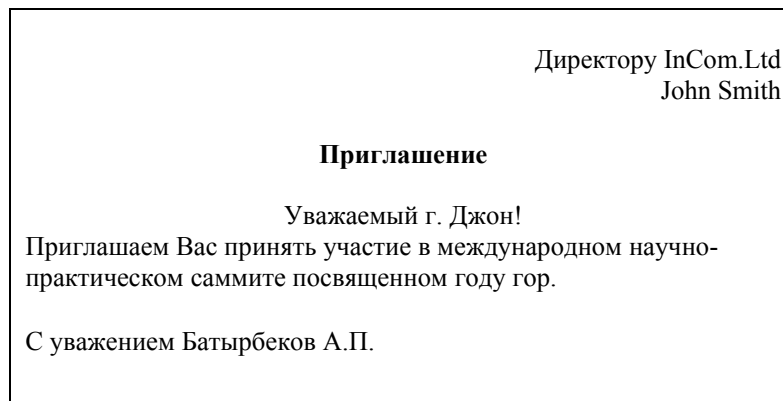 Директору InCom.Ltd
John Smith
Приглашение
Уважаемый г. Джон!
Приглашаем Вас принять участие в международном научно-
практическом саммите посвященном году гор.
С уважением Батырбеков А.П.